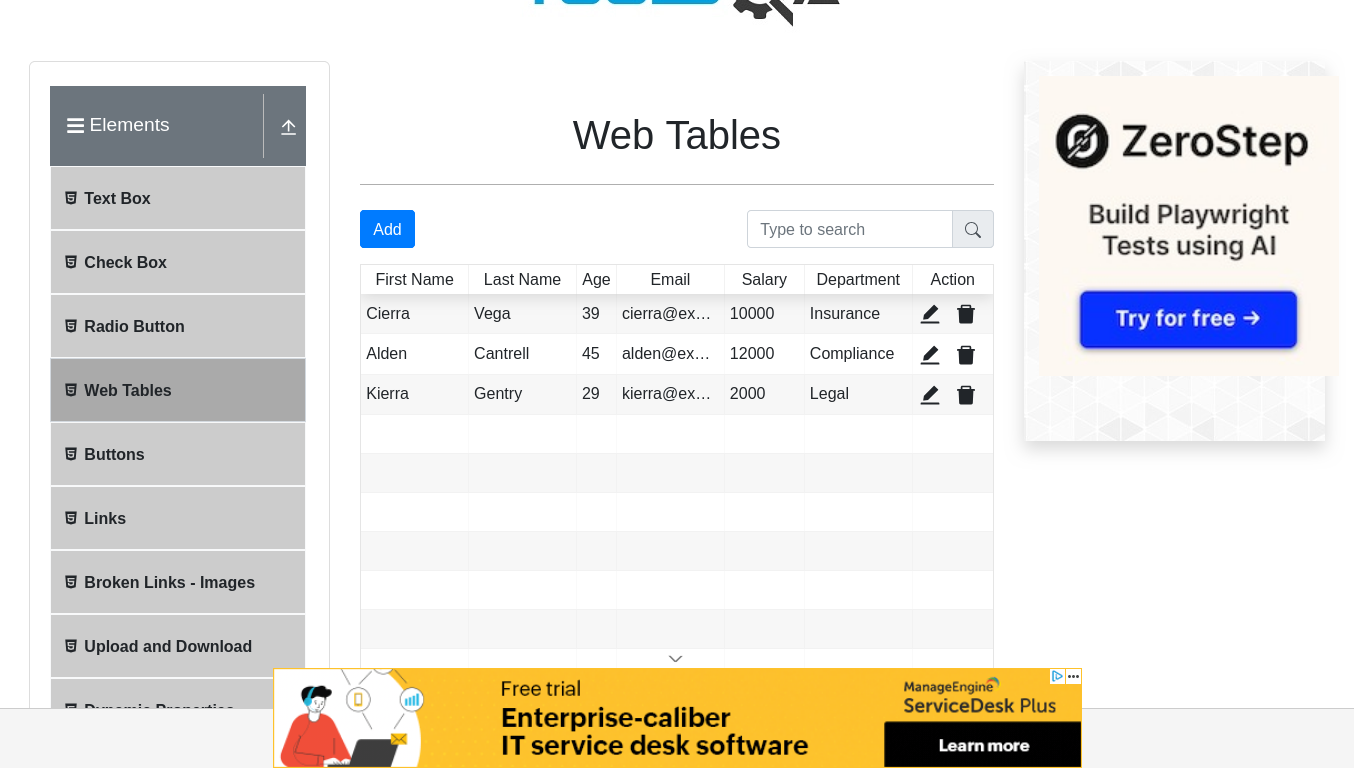 Elements
Text Box
Check Box
Radio Button
Web Tables
Buttons
Links
Broken Links - Images
Upload and Download
Dynamic Properties
Web Tables
Add
Type to search
First Name Last Name Age Email Salary Department Action
Cierra Vega 39 cierra@ex… 10000 Insurance
Alden Cantrell 45 alden@ex… 12000 Compliance
Kierra Gentry 29 kierra@ex… 2000 Legal
ZeroStep
Build Playwright
Tests using AI
Try for free →
Free trial
Enterprise-caliber
IT service desk software
ManageEngine
ServiceDesk Plus
Learn more